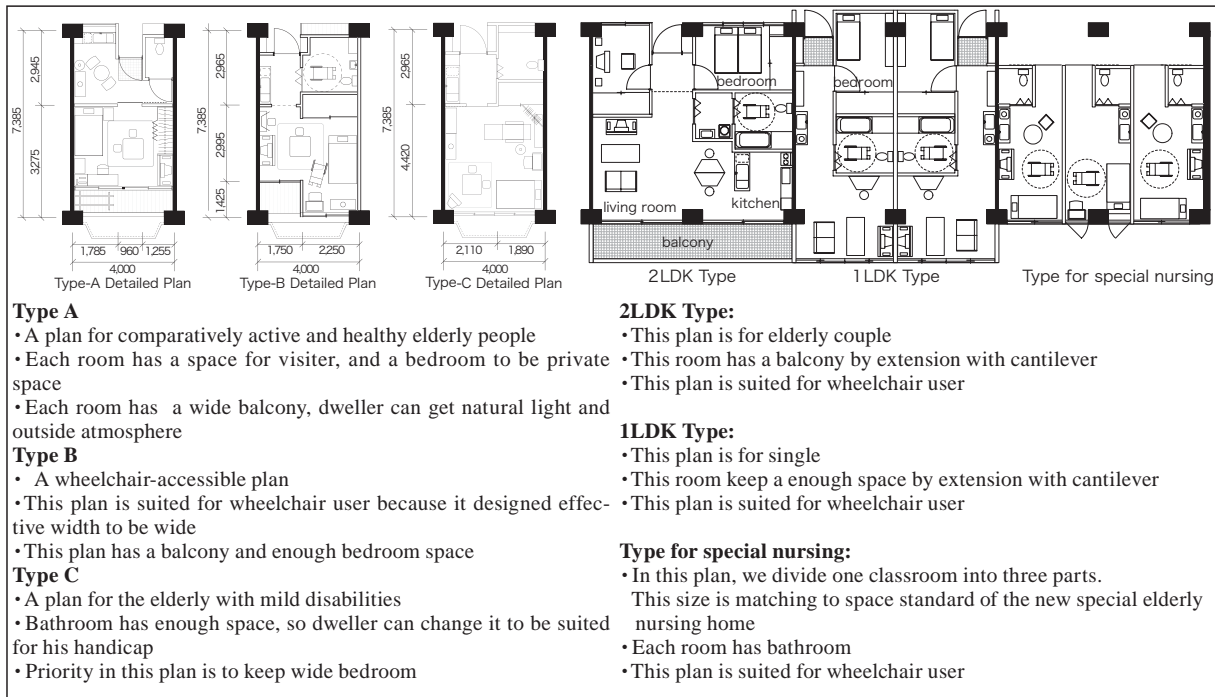 7,385
2,945
3,275
1,785 960 1,255
4,000
Type-A Detailed Plan
7,385
2,965
2,995
1,425
1,750 2,250
4,000
Type-B Detailed Plan
7,385
2,965
4,420
2,110 1,890
4,000
Type-C Detailed Plan
bedroom
living room
kitchen
balcony
2LDK Type
bedroom
1LDK Type
Type for special nursing
Type A
・A plan for comparatively active and healthy elderly people
・Each room has a space for visiter, and a bedroom to be private
space
・Each room has a wide balcony, dweller can get natural light and
outside atmosphere
Type B
・ A wheelchair-accessible plan
・This plan is suited for wheelchair user because it designed effec-
tive width to be wide
・This plan has a balcony and enough bedroom space
Type C
・A plan for the elderly with mild disabilities
・Bathroom has enough space, so dweller can change it to be suited
for his handicap
・Priority in this plan is to keep wide bedroom
2LDK Type:
・This plan is for elderly couple
・This room has a balcony by extension with cantilever
・This plan is suited for wheelchair user
1LDK Type:
・This plan is for single
・This room keep a enough space by extension with cantilever
・This plan is suited for wheelchair user
Type for special nursing:
・In this plan, we divide one classroom into three parts.
This size is matching to space standard of the new special elderly
nursing home
・Each room has bathroom
・This plan is suited for wheelchair user